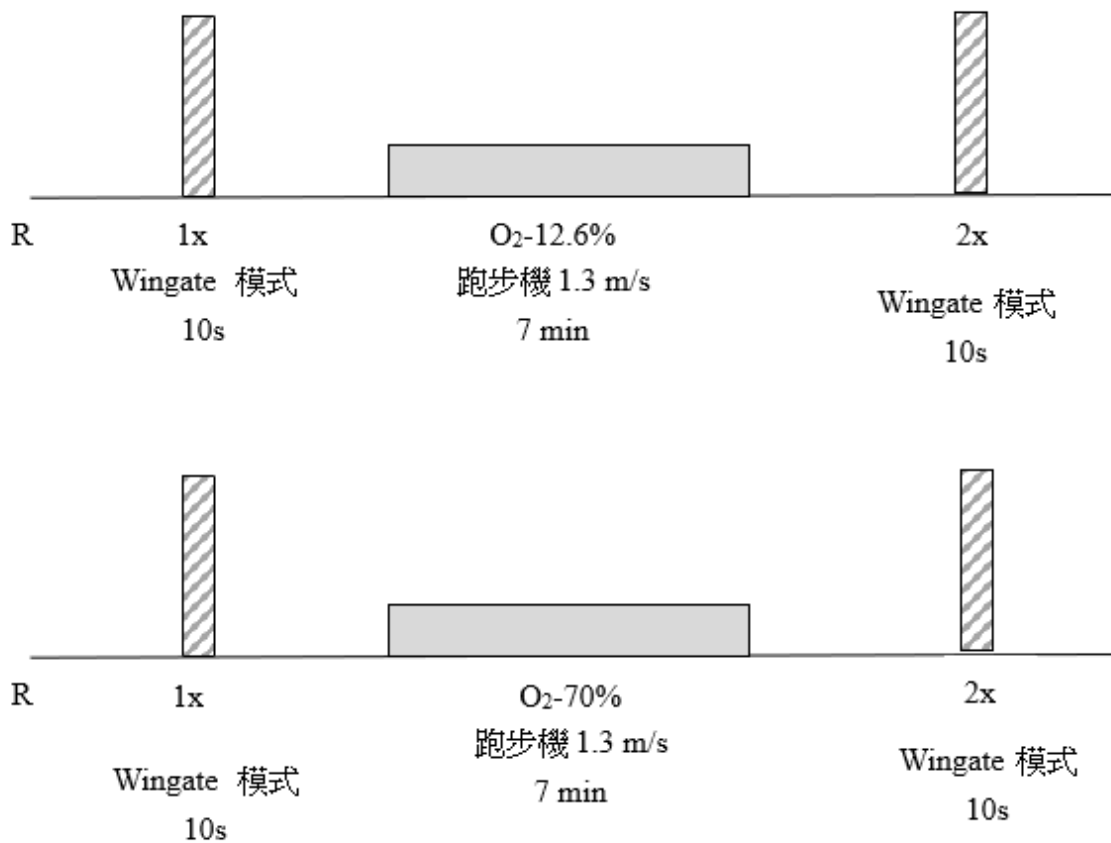 R 1x O₂-12.6% 2x
Wingate 模式 跑步機 1.3 m/s Wingate 模式
10s 7 min 10s
R 1x O₂-70% 2x
Wingate 模式 跑步機 1.3 m/s Wingate 模式
10s 7 min 10s